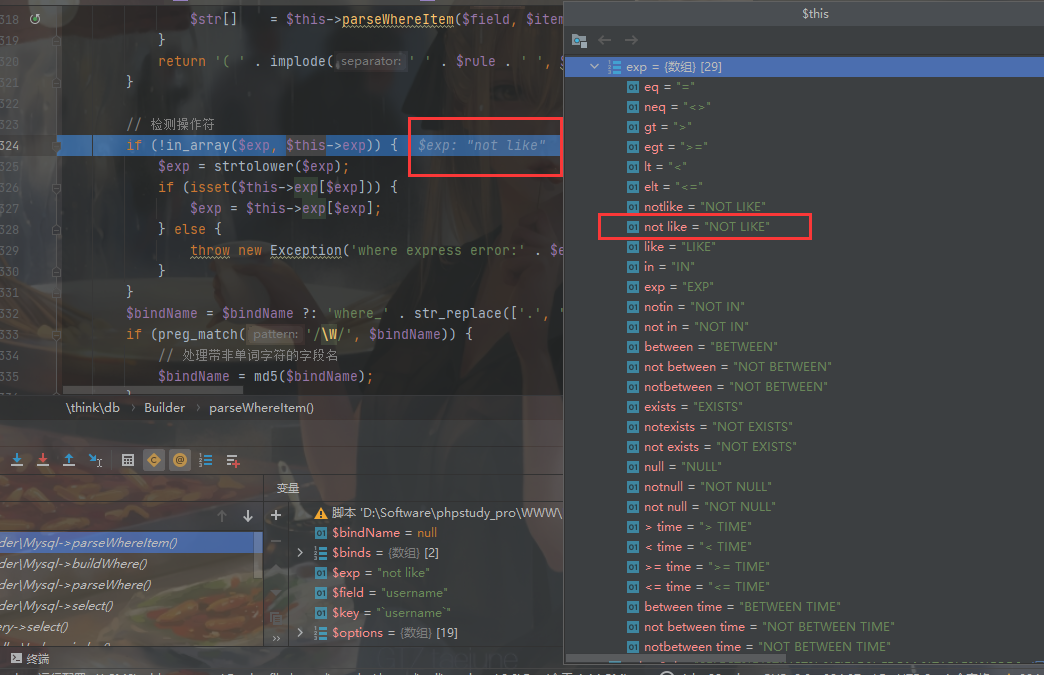 318 $str[] = $this->parseWhereItem($field, $item
319 }
320 return '( ' . implode( separator: ' ' . $rule . ' ', $
321 }
322
323 // 检测操作符
324 if (!in_array($exp, $this->exp)) { $exp: "not like"
325 $exp = strtolower($exp);
326 if (isset($this->exp[$exp])) {
327 $exp = $this->exp[$exp];
328 } else {
329 throw new Exception('where express error:' . $e
330 }
331 }
332 $bindName = $bindName ?: 'where_' . str_replace(['.', '
333 if (preg_match( pattern: '/\W/', $bindName)) {
334 // 处理带非单词字符的字段名
335 $bindName = md5($bindName);
\think\db › Builder › parseWhereItem()
变量
der\Mysql->parseWhereItem()
der\Mysql->buildWhere()
der\Mysql->parseWhere()
der\Mysql->select()
ery->select()
脚本 'D:\Software\phpstudy_pro\WWW\
$bindName = null
$binds = {数组} [2]
$exp = "not like"
$field = "username"
$key = "`username`"
$options = {数组} [19]
终端
$this
exp = {数组} [29]
eq = "="
neq = "<>"
gt = ">"
egt = ">="
lt = "<"
elt = "<="
notlike = "NOT LIKE"
not like = "NOT LIKE"
like = "LIKE"
in = "IN"
exp = "EXP"
notin = "NOT IN"
not in = "NOT IN"
between = "BETWEEN"
not between = "NOT BETWEEN"
notbetween = "NOT BETWEEN"
exists = "EXISTS"
notexists = "NOT EXISTS"
not exists = "NOT EXISTS"
null = "NULL"
notnull = "NOT NULL"
not null = "NOT NULL"
> time = "> TIME"
< time = "< TIME"
>= time = ">= TIME"
<= time = "<= TIME"
between time = "BETWEEN TIME"
not between time = "NOT BETWEEN TIME"
notbetween time = "NOT BETWEEN TIME"